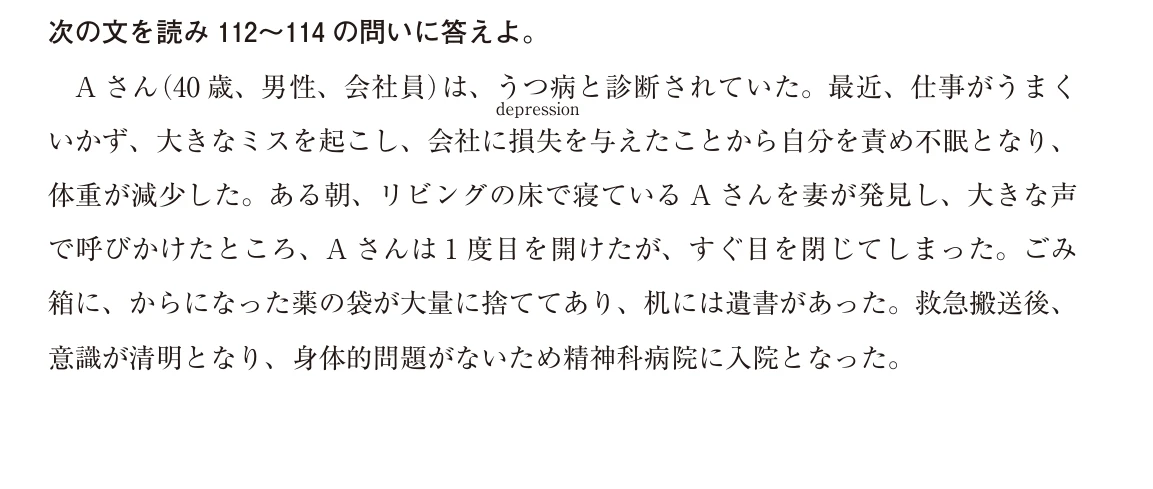 次の文を読み 112〜114 の問いに答えよ。
A さん(40 歳、男性、会社員)は、うつ病と診断されていた。最近、仕事がうまく
depression
いかず、大きなミスを起こし、会社に損失を与えたことから自分を責め不眠となり、
体重が減少した。ある朝、リビングの床で寝ている A さんを妻が発見し、大きな声
で呼びかけたところ、A さんは 1 度目を開けたが、すぐ目を閉じてしまった。ごみ
箱に、からになった薬の袋が大量に捨ててあり、机には遺書があった。救急搬送後、
意識が清明となり、身体的問題がないため精神科病院に入院となった。